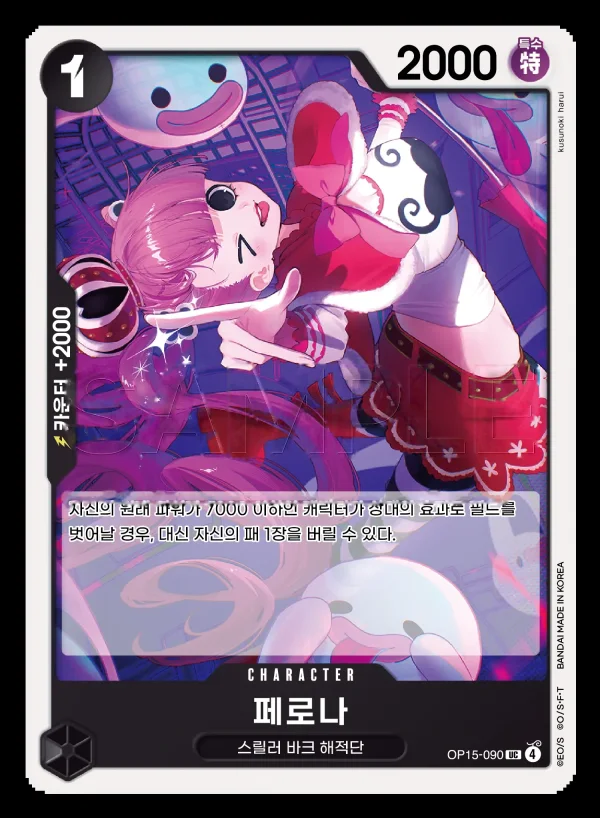 1
2000
특수
特
kusunoki harui
카운터 +2000
SAMPLE
자신의 원래 파워가 7000 이하인 캐릭터가 상대의 효과로 필드를
벗어날 경우, 대신 자신의 패 1장을 버릴 수 있다.
CHARACTER
페로나
스릴러 바크 해적단
OP15-090 UC 4
©EO/S ©O/S·F·T BANDAI MADE IN KOREA